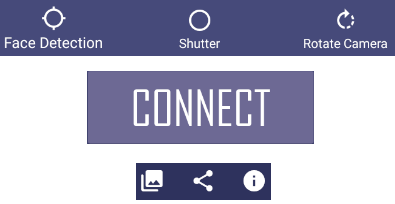 Face Detection
Shutter
Rotate Camera
CONNECT